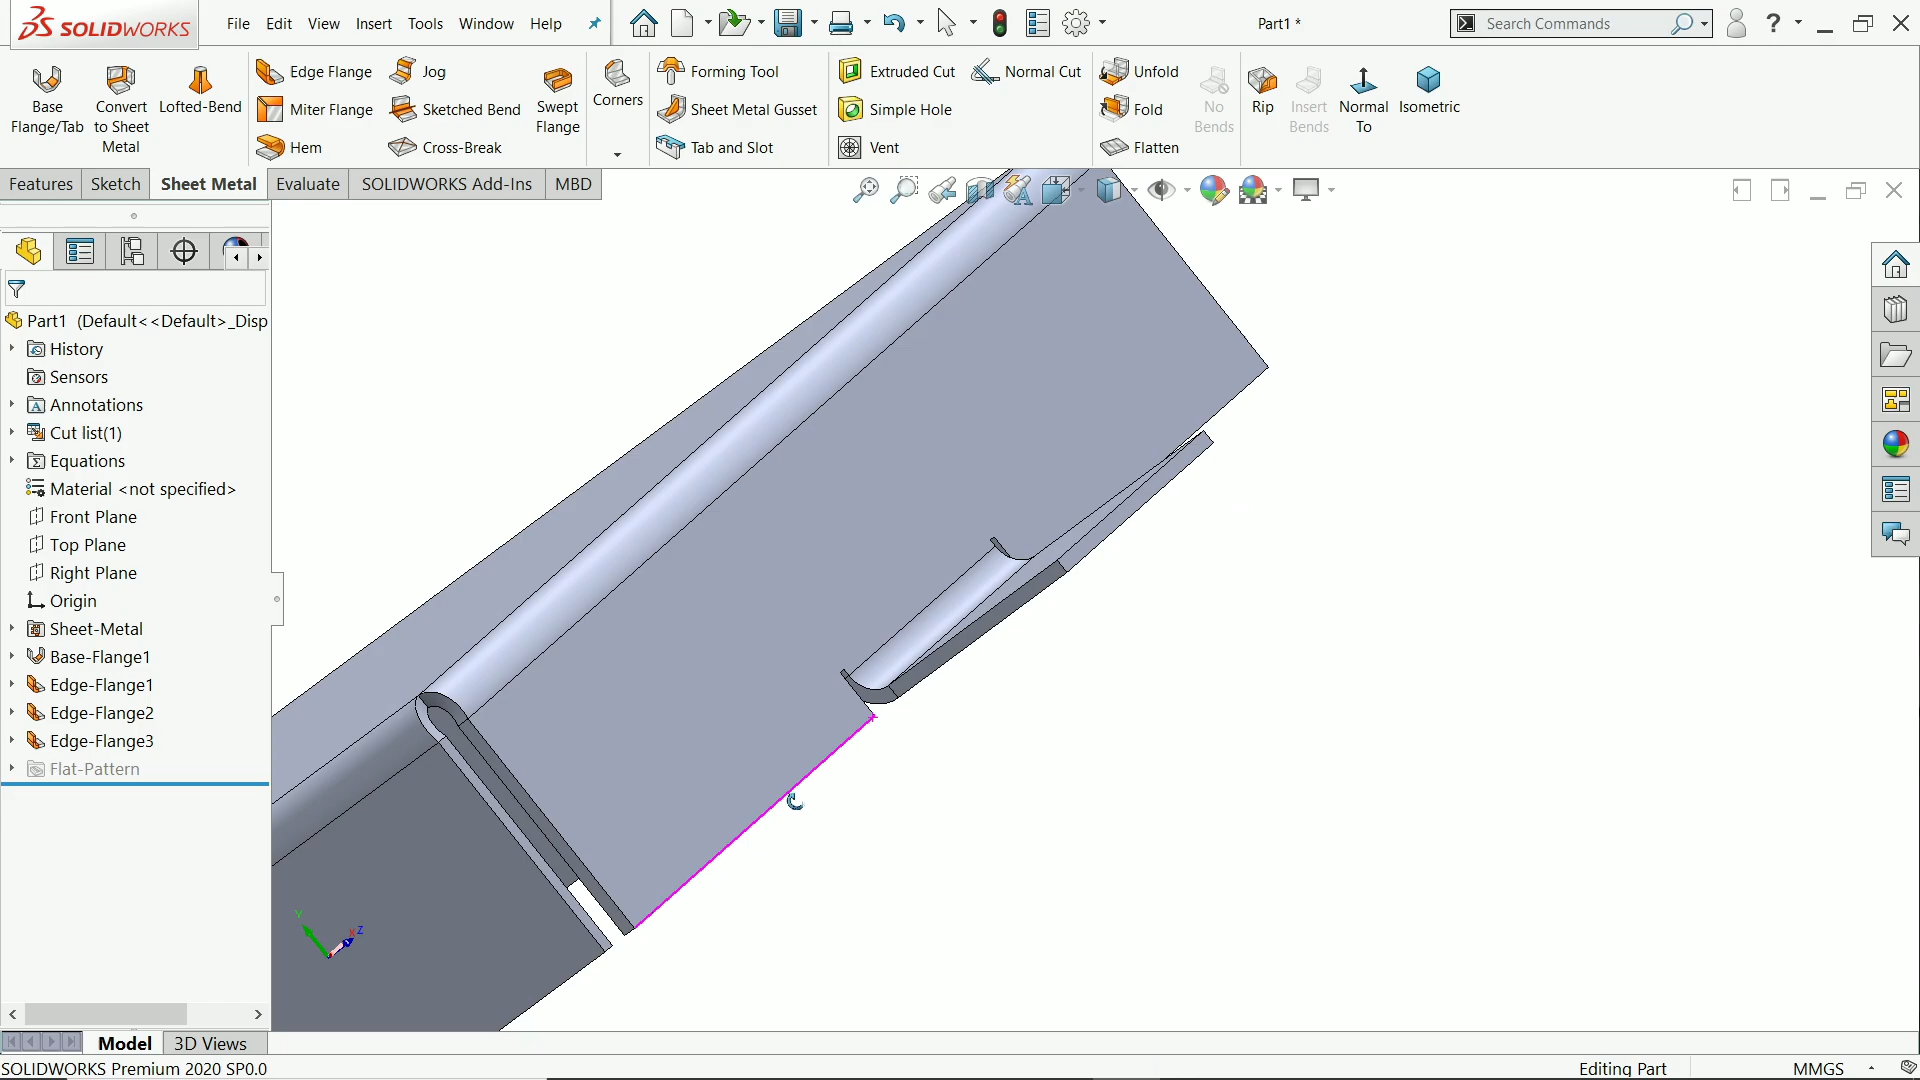 SOLIDWORKS File Edit View Insert Tools Window Help Part1 * Search Commands ?
Base Flange/Tab
Convert to Sheet Metal
Lofted-Bend
Edge Flange
Miter Flange
Hem
Jog
Sketched Bend
Cross-Break
Swept Flange
Corners
Forming Tool
Sheet Metal Gusset
Tab and Slot
Extruded Cut
Simple Hole
Vent
Normal Cut
Unfold
Fold
Flatten
No Bends
Rip
Insert Bends
Normal To
Isometric
Features Sketch Sheet Metal Evaluate SOLIDWORKS Add-Ins MBD
Part1 (Default<<Default>_Disp
History
Sensors
Annotations
Cut list(1)
Equations
Material <not specified>
Front Plane
Top Plane
Right Plane
Origin
Sheet-Metal
Base-Flange1
Edge-Flange1
Edge-Flange2
Edge-Flange3
Flat-Pattern
Y X Z
Model 3D Views
SOLIDWORKS Premium 2020 SP0.0 Editing Part MMGS